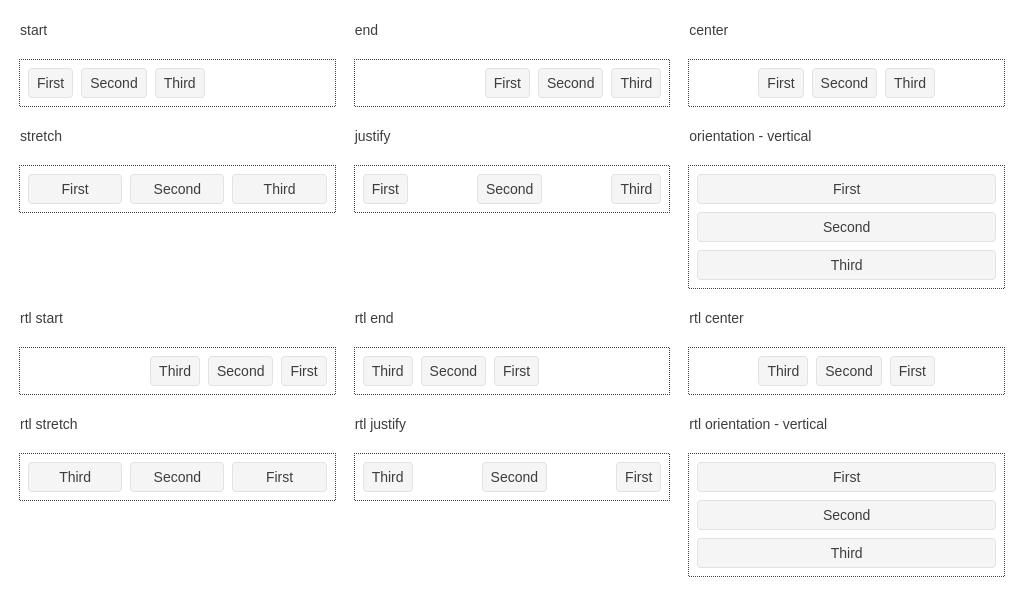 start end center
First Second Third First Second Third First Second Third
stretch justify orientation - vertical
First Second Third First Second Third First
Second
Third
rtl start rtl end rtl center
Third Second First Third Second First Third Second First
rtl stretch rtl justify rtl orientation - vertical
Third Second First Third Second First First
Second
Third